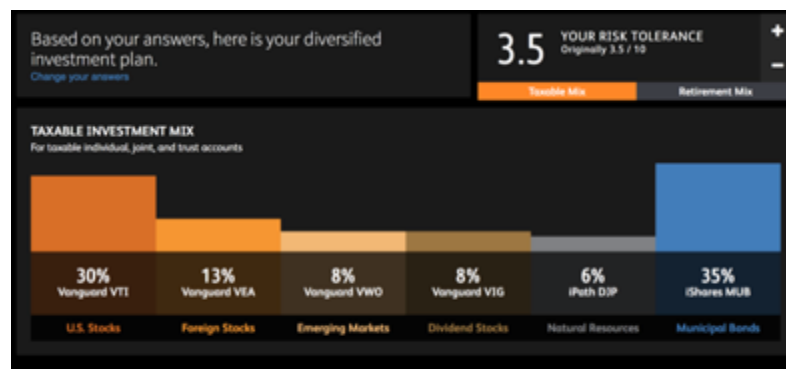 Based on your answers, here is your diversified
investment plan.
Change your answers
3.5
YOUR RISK TOLERANCE
Originally 3.5 / 10
+
−
Taxable Mix
Retirement Mix
TAXABLE INVESTMENT MIX
For taxable individual, joint, and trust accounts
30%
Vanguard VTI
U.S. Stocks
13%
Vanguard VEA
Foreign Stocks
8%
Vanguard VWO
Emerging Markets
8%
Vanguard VIG
Dividend Stocks
6%
iPath DJP
Natural Resources
35%
iShares MUB
Municipal Bonds